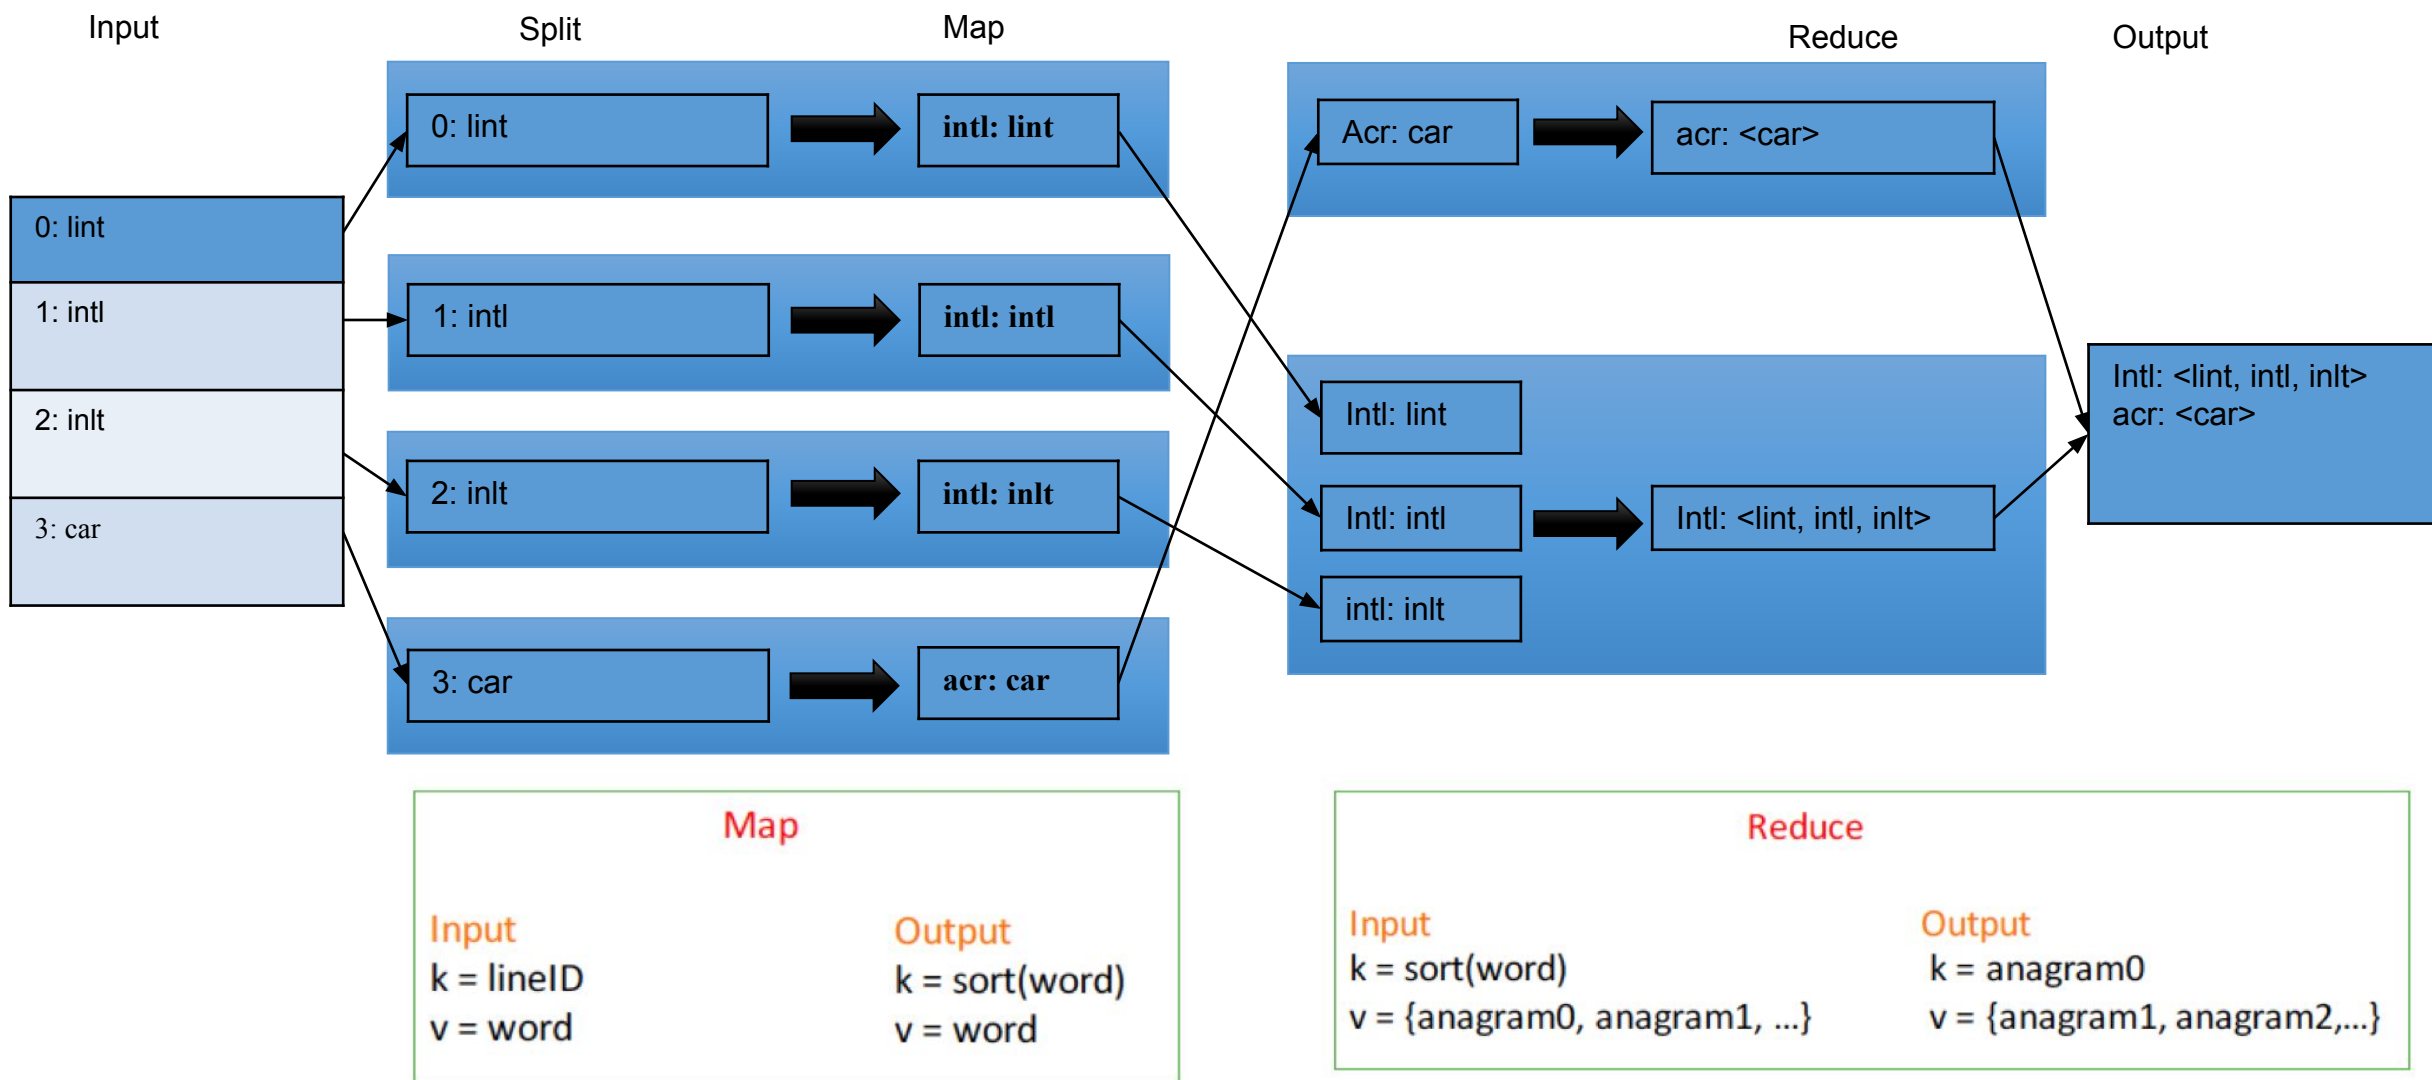 Input
Split
Map
Reduce
Output
0: lint
1: intl
2: inlt
3: car
0: lint
intl: lint
1: intl
intl: intl
2: inlt
intl: inlt
3: car
acr: car
Acr: car
acr: <car>
Intl: lint
Intl: intl
Intl: <lint, intl, inlt>
intl: inlt
Intl: <lint, intl, inlt>
acr: <car>
Map
Input
k = lineID
v = word
Output
k = sort(word)
v = word
Reduce
Input
k = sort(word)
v = {anagram0, anagram1, ...}
Output
k = anagram0
v = {anagram1, anagram2,...}